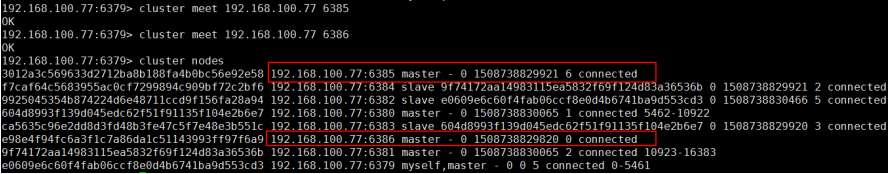 192.168.100.77:6379> cluster meet 192.168.100.77 6385
OK
192.168.100.77:6379> cluster meet 192.168.100.77 6386
OK
192.168.100.77:6379> cluster nodes
3012a3c569633d2712ba8b188fa4b0bc56e92e58 192.168.100.77:6385 master - 0 1508738829921 6 connected
f7caf64c5683955ac0cf7299894c909bf72c2bf6 192.168.100.77:6384 slave 9f74172aa14983115ea5832f69f124d83a36536b 0 1508738829921 2 connected
9925045354b874224d6e48711ccd9f156fa28a94 192.168.100.77:6382 slave e0609e6c60f4fab06ccf8e0d4b6741ba9d553cd3 0 1508738830466 5 connected
604d8993f139d045edc62f51f91135f104e2b6e7 192.168.100.77:6380 master - 0 1508738830065 1 connected 5462-10922
ca5635c96e2dd8d3fd48b3fe47c5f7e48e3b551c 192.168.100.77:6383 slave 604d8993f139d045edc62f51f91135f104e2b6e7 0 1508738829920 3 connected
e98e4f94fc6a3f1c7a86da1c51143993ff97f6a9 192.168.100.77:6386 master - 0 1508738829820 0 connected
9f74172aa14983115ea5832f69f124d83a36536b 192.168.100.77:6381 master - 0 1508738830065 2 connected 10923-16383
e0609e6c60f4fab06ccf8e0d4b6741ba9d553cd3 192.168.100.77:6379 myself,master - 0 0 5 connected 0-5461